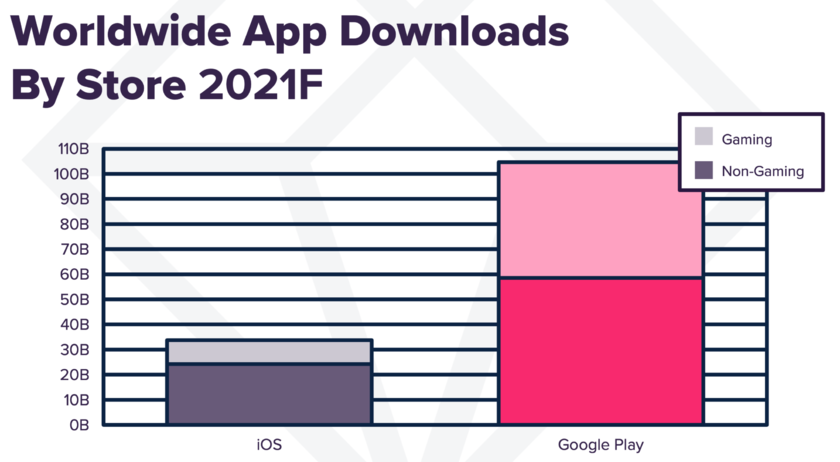 Worldwide App Downloads
By Store 2021F
Gaming
Non-Gaming
110B
100B
90B
80B
70B
60B
50B
40B
30B
20B
10B
0B
iOS
Google Play